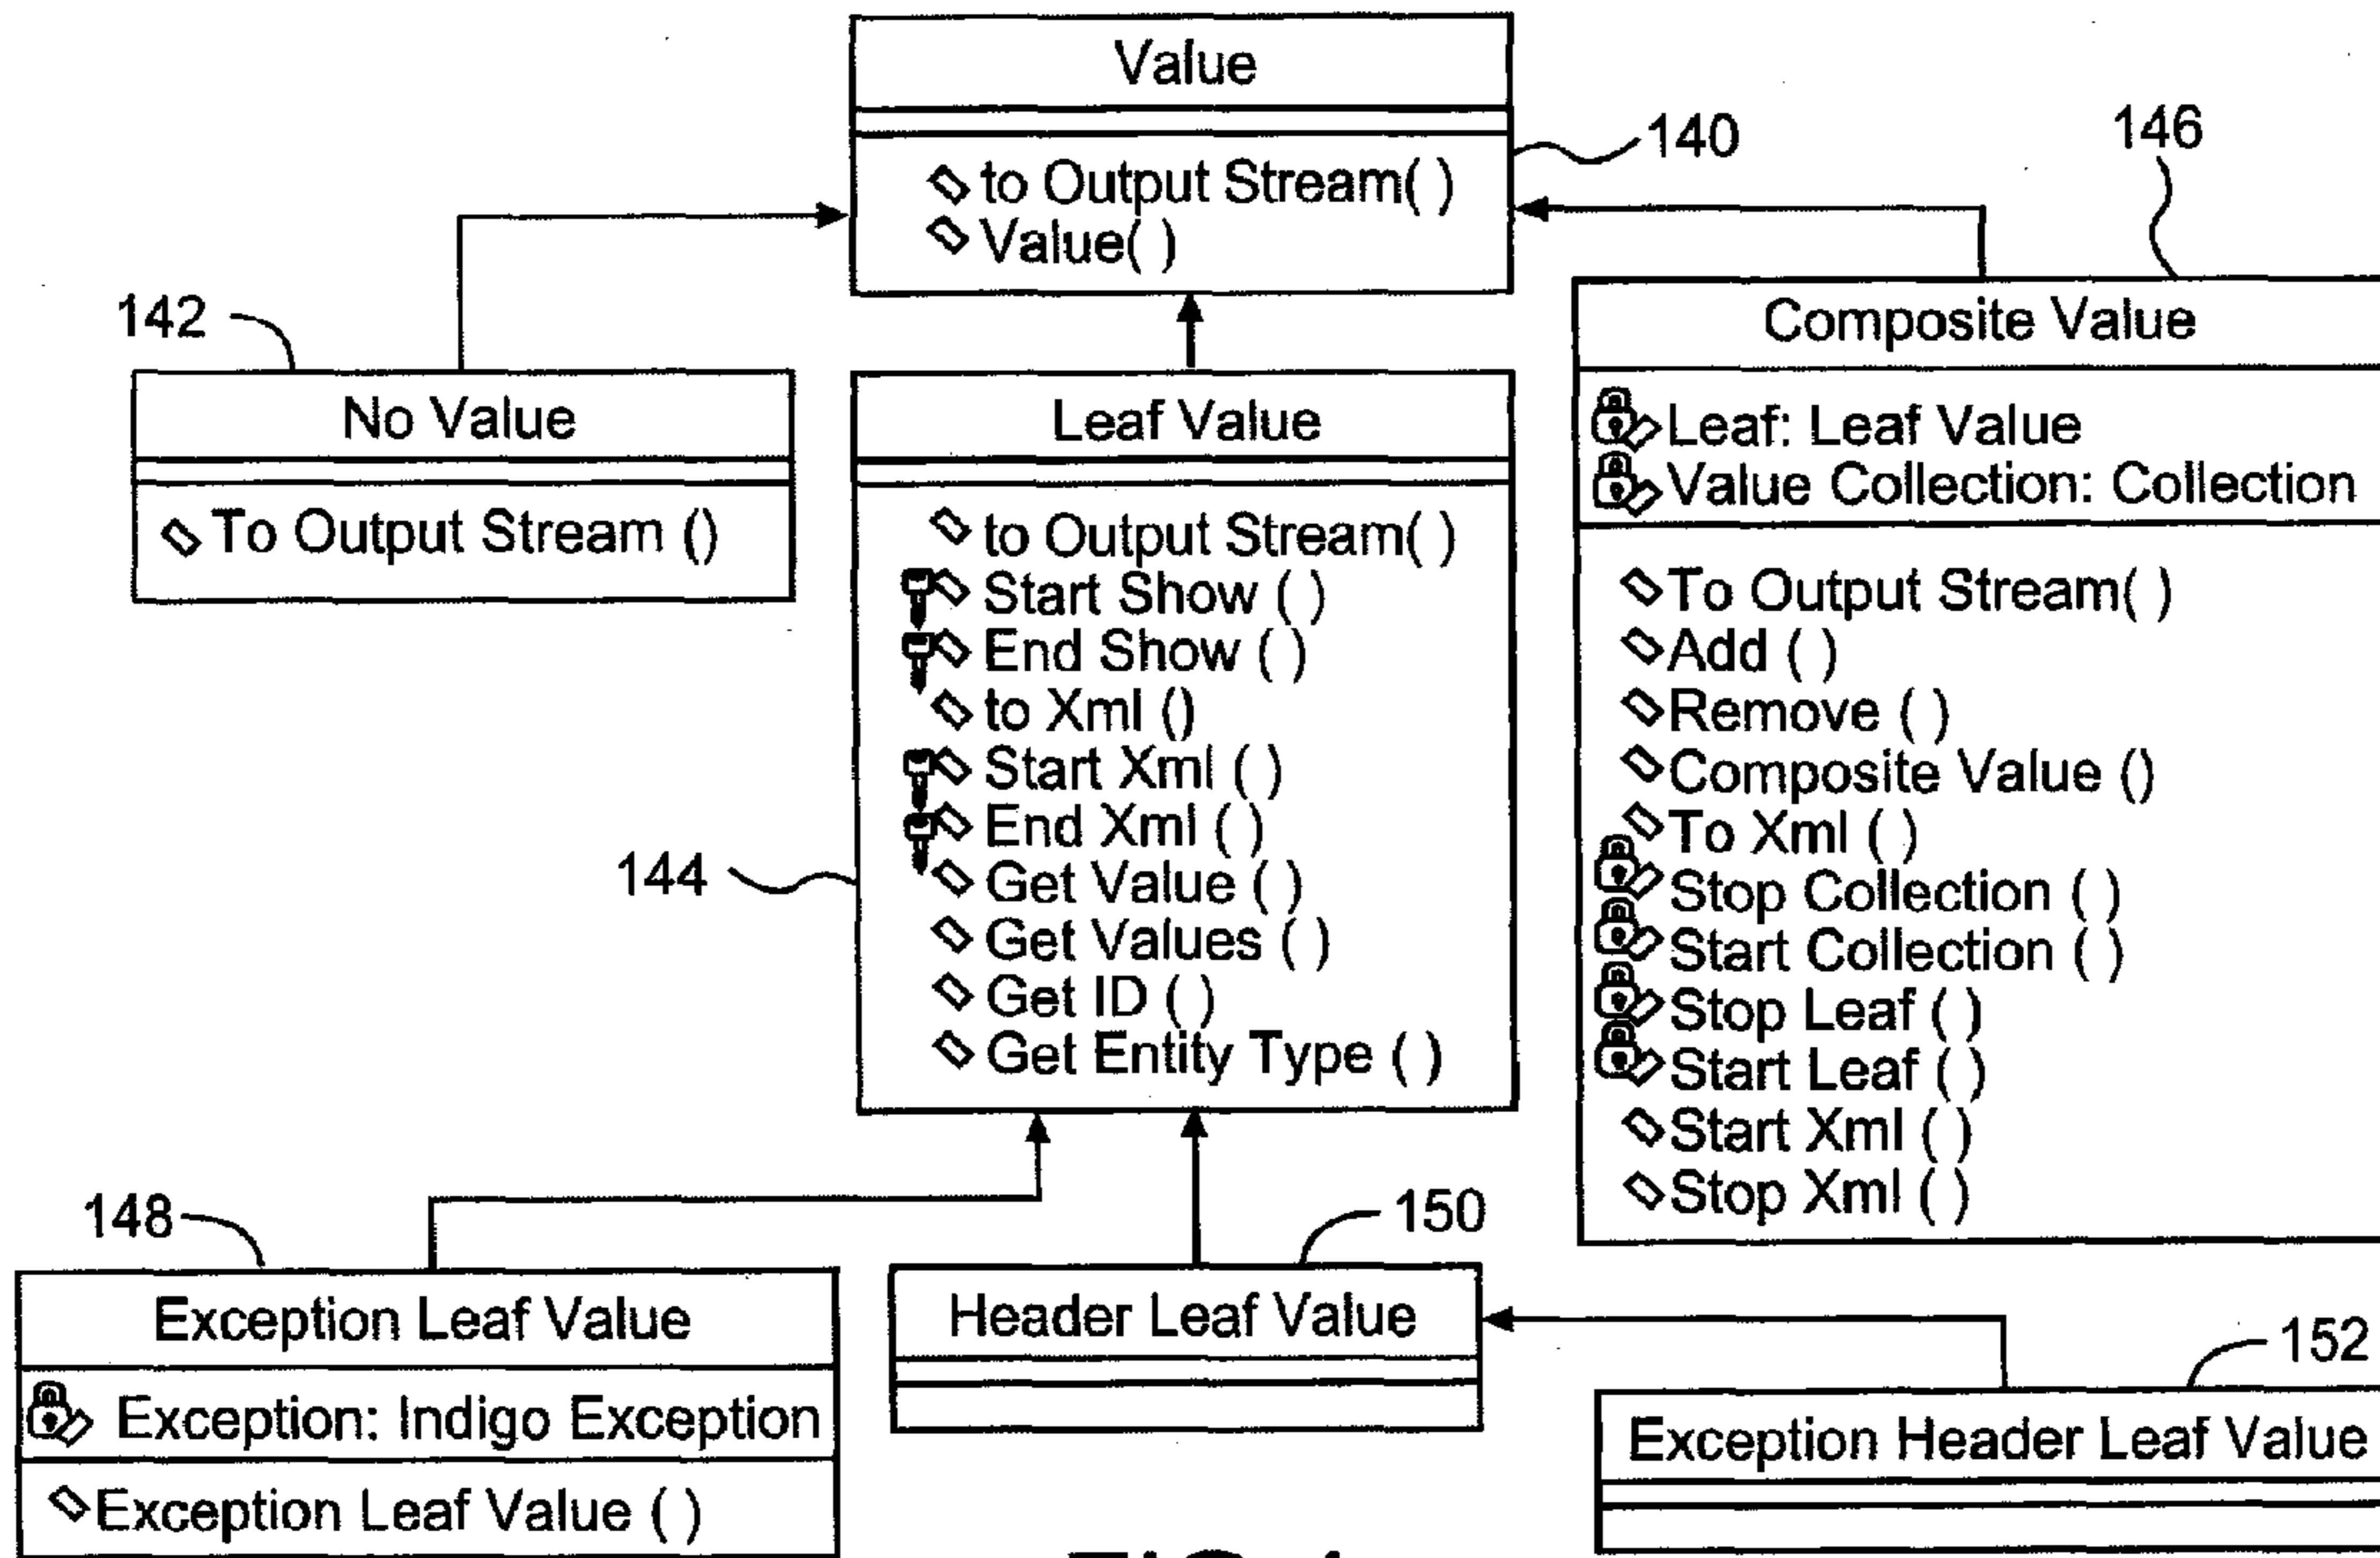 Value
to Output Stream( )
Value( )
140
146
142
No Value
To Output Stream ()
Leaf Value
to Output Stream( )
Start Show ( )
End Show ( )
to Xml ()
Start Xml ( )
End Xml ( )
Get Value ( )
Get Values ( )
Get ID ( )
Get Entity Type ( )
144
Composite Value
Leaf: Leaf Value
Value Collection: Collection
To Output Stream( )
Add ( )
Remove ( )
Composite Value ()
To Xml ( )
Stop Collection ( )
Start Collection ( )
Stop Leaf ( )
Start Leaf ( )
Start Xml ( )
Stop Xml ( )
148
Exception Leaf Value
Exception: Indigo Exception
Exception Leaf Value ( )
150
Header Leaf Value
152
Exception Header Leaf Value